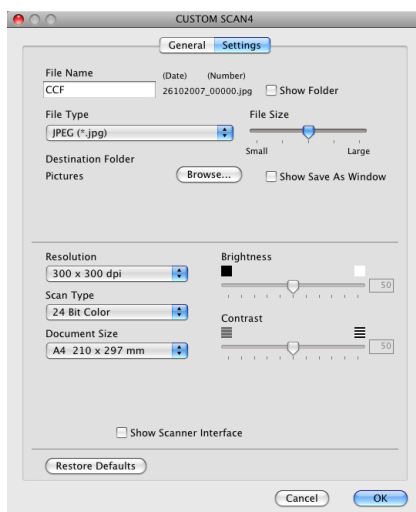 CUSTOM SCAN4
General Settings
File Name
(Date) (Number)
CCF 26102007_00000.jpg Show Folder
File Type File Size
JPEG (*.jpg)
Small Large
Destination Folder
Pictures Browse... Show Save As Window
Resolution Brightness
300 x 300 dpi
50
Scan Type
24 Bit Color
Contrast
Document Size
A4 210 x 297 mm 50
Show Scanner Interface
Restore Defaults
Cancel OK